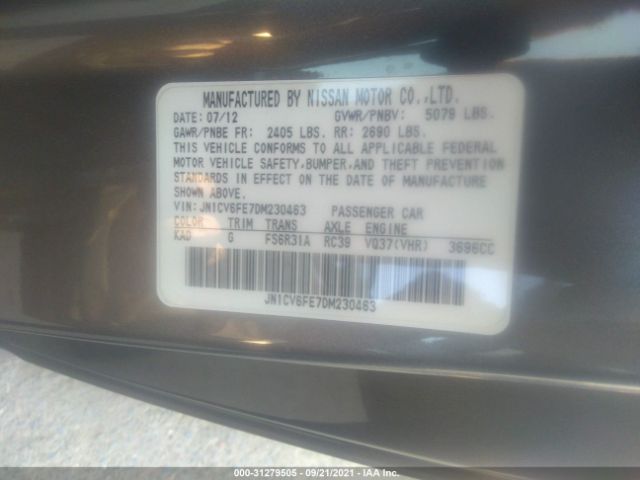 MANUFACTURED BY NISSAN MOTOR CO.,LTD.
DATE: 07/12 GVWR/PNBV: 5079 LBS.
GAWR/PNBE FR: 2405 LBS. RR: 2690 LBS.
THIS VEHICLE CONFORMS TO ALL APPLICABLE FEDERAL
MOTOR VEHICLE SAFETY,BUMPER,AND THEFT PREVENTION
STANDARDS IN EFFECT ON THE DATE OF MANUFACTURE
SHOWN ABOVE.
VIN: JN1CV6FE7DM230463 PASSENGER CAR
COLOR TRIM TRANS AXLE ENGINE
KAD G FS6R31A RC39 VQ37(VHR) 3696CC
JN1CV6FE7DM230463
000-31279505 - 09/21/2021 - IAA Inc.